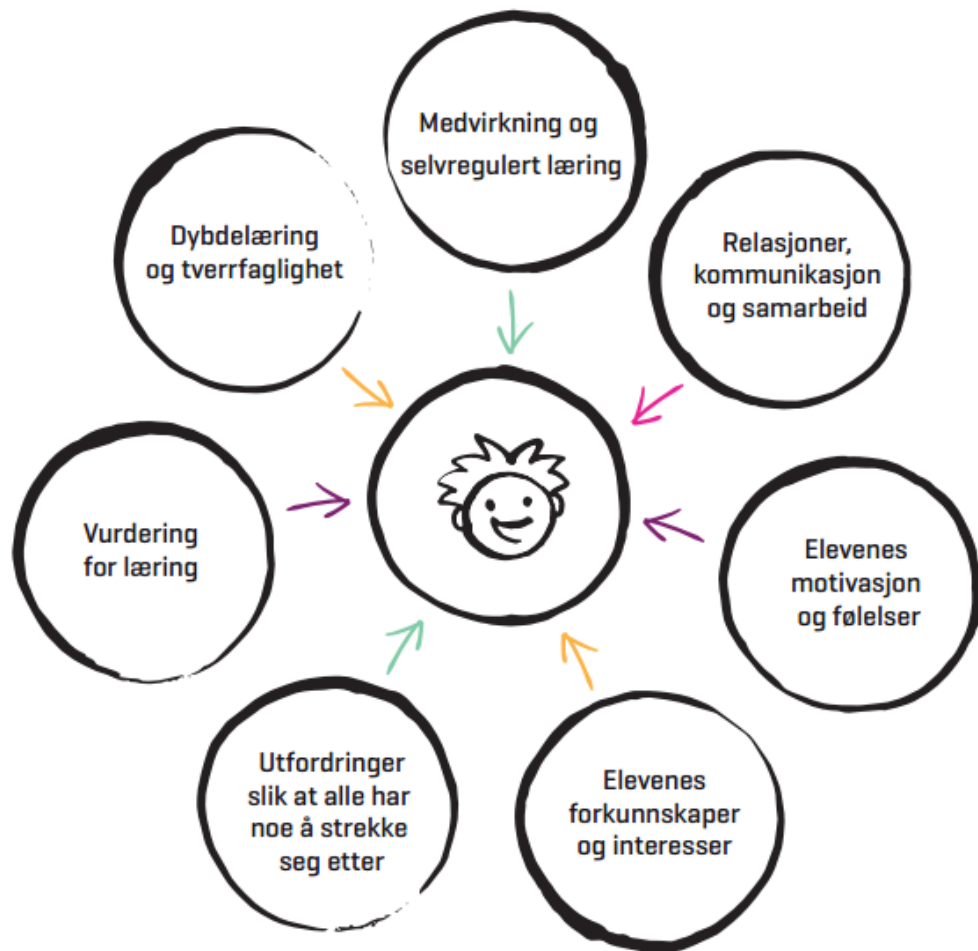 Medvirkning og
selvregulert læring
Relasjoner,
kommunikasjon
og samarbeid
Elevenes
motivasjon
og følelser
Elevenes
forkunnskaper
og interesser
Utfordringer
slik at alle har
noe å strekke
seg etter
Vurdering
for læring
Dybdelæring
og tverrfaglighet